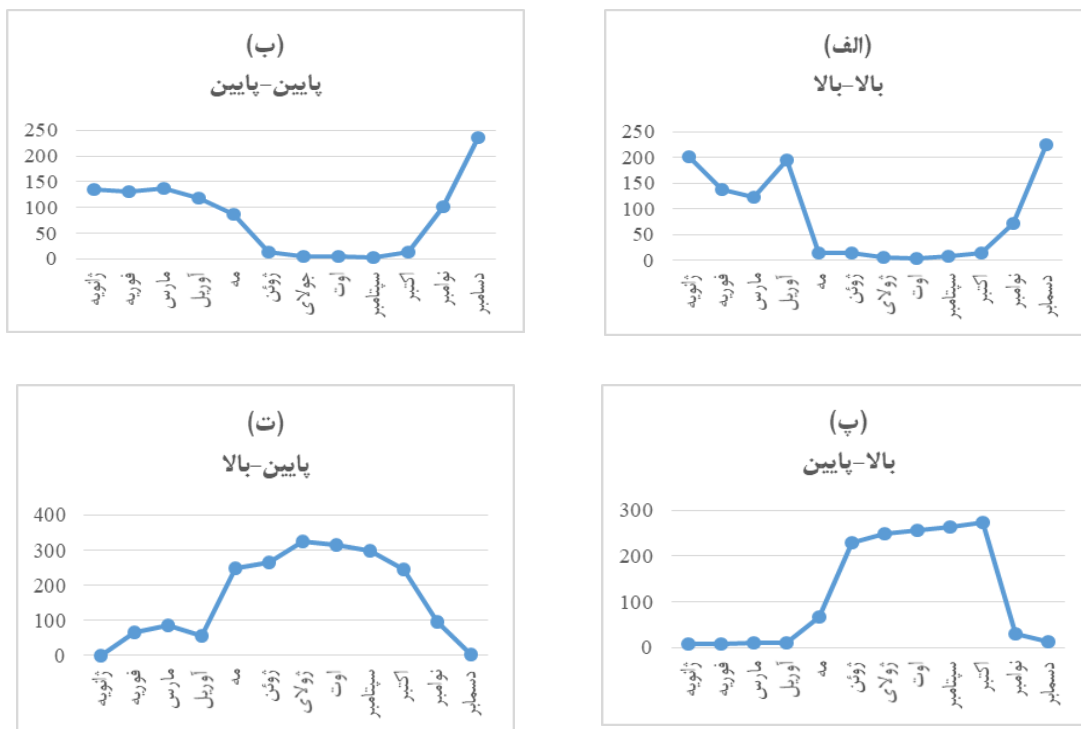 (الف)
بالا-بالا
250
200
150
100
50
0
ژانویه
فوریه
مارس
آوریل
مه
ژوئن
ژولای
اوت
سپتامبر
اکتبر
نوامبر
دسمابر
(ب)
پایین-پایین
250
200
150
100
50
0
ژانویه
فوریه
مارس
آوریل
مه
ژوئن
جولای
اوت
سپتامبر
اکتبر
نوامبر
دسامبر
(پ)
بالا-پایین
300
200
100
0
ژانویه
فوریه
مارس
آوریل
مه
ژوئن
ژولای
اوت
سپتامبر
اکتبر
نوامبر
دسمابر
(ت)
پایین-بالا
400
300
200
100
0
ژانویه
فوریه
مارس
آوریل
مه
ژوئن
ژولای
اوت
سپتامبر
اکتبر
نوامبر
دسمابر